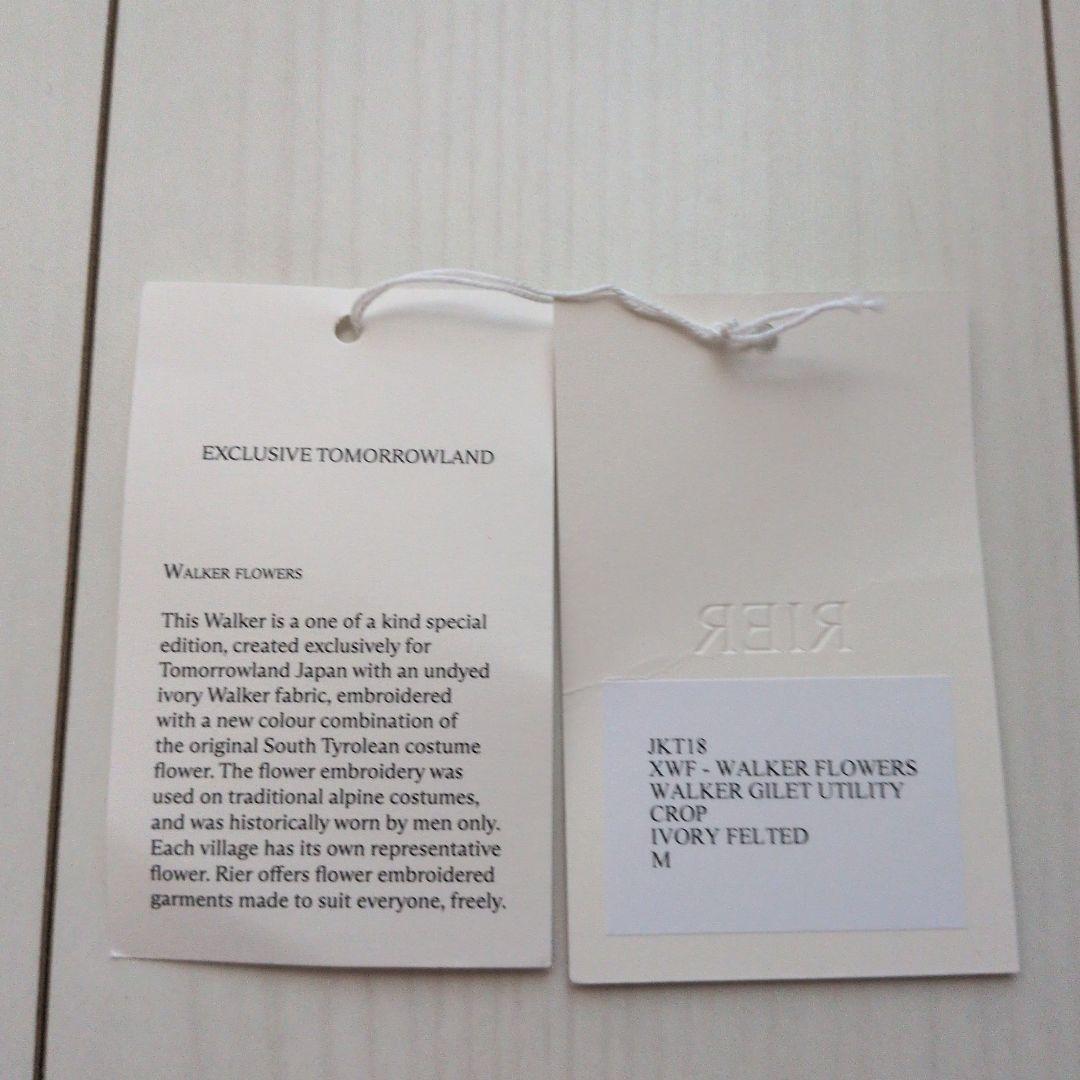 EXCLUSIVE TOMORROWLAND
WALKER FLOWERS
This Walker is a one of a kind special
edition, created exclusively for
Tomorrowland Japan with an undyed
ivory Walker fabric, embroidered
with a new colour combination of
the original South Tyrolean costume
flower. The flower embroidery was
used on traditional alpine costumes,
and was historically worn by men only.
Each village has its own representative
flower. Rier offers flower embroidered
garments made to suit everyone, freely.
RIER
JKT18
XWF - WALKER FLOWERS
WALKER GILET UTILITY
CROP
IVORY FELTED
M